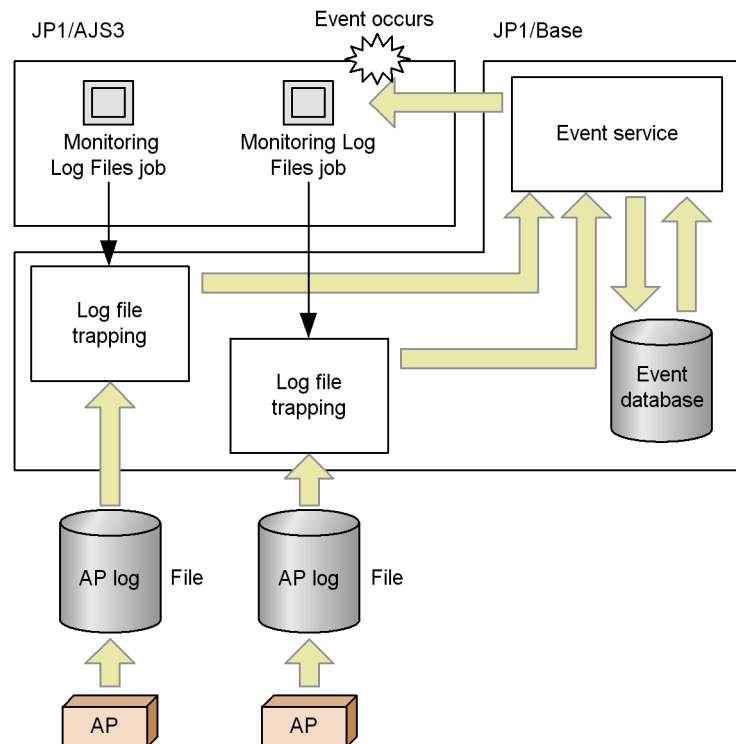 Event occurs
JP1/AJS3
JP1/Base
Monitoring
Log Files job
Monitoring Log
Files job
Event service
Log file
trapping
Log file
trapping
Event
database
AP log
File
AP log
File
AP
AP